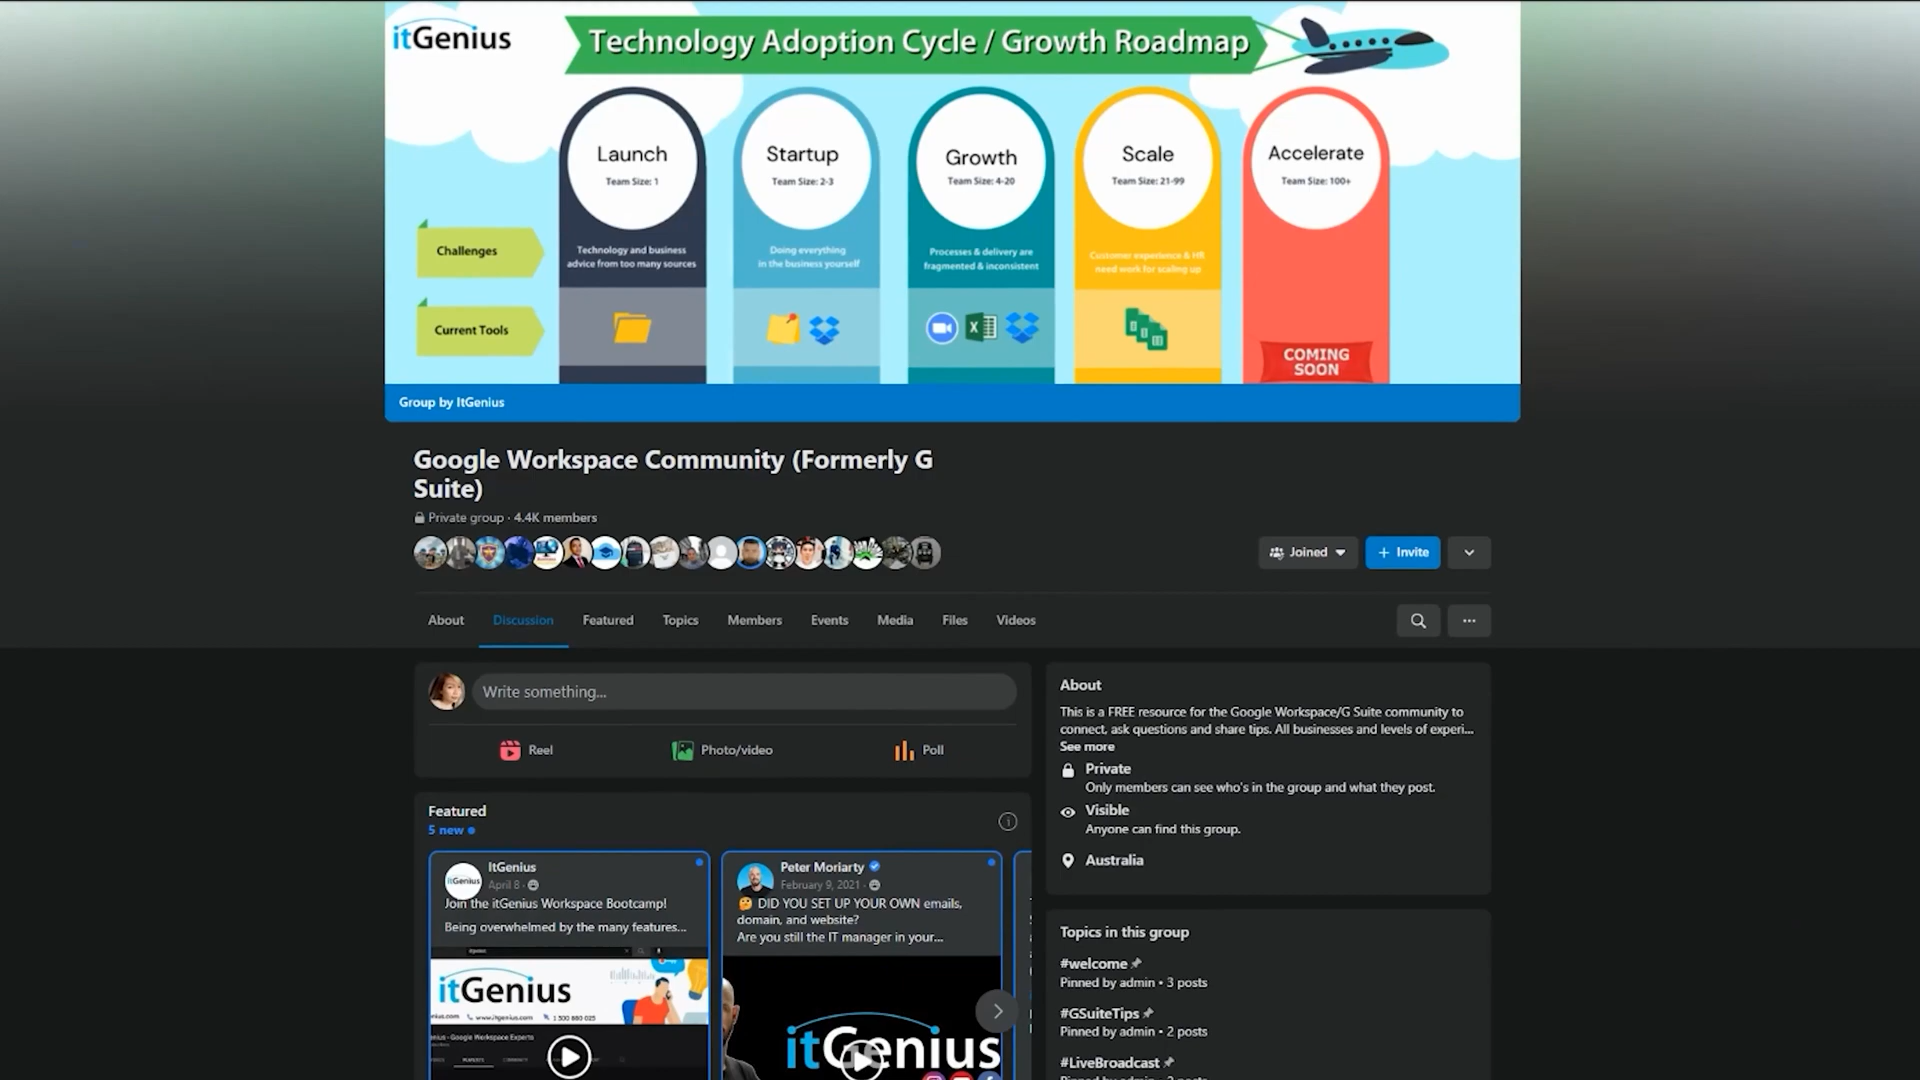 itGenius
Technology Adoption Cycle / Growth Roadmap
Launch
Team Size: 1
Startup
Team Size: 2-3
Growth
Team Size: 4-20
Scale
Team Size: 21-99
Accelerate
Team Size: 100+
Challenges
Technology and business
advice from too many sources
Doing everything
in the business yourself
Processes & delivery are
fragmented & inconsistent
Customer experience & HR
need work for scaling up
Current Tools
COMING
SOON
Group by ItGenius
Google Workspace Community (Formerly G
Suite)
Private group · 4.4K members
Joined
+ Invite
About
Discussion
Featured
Topics
Members
Events
Media
Files
Videos
Write something...
Reel
Photo/video
Poll
Featured
5 new
ItGenius
April 8 ·
Join the itGenius Workspace Bootcamp!
Being overwhelmed by the many features...
itGenius
www.itgenius.com
1 300 660 025
Peter Moriarty
February 9, 2021 ·
DID YOU SET UP YOUR OWN emails,
domain, and website?
Are you still the IT manager in your...
itGenius
About
This is a FREE resource for the Google Workspace/G Suite community to
connect, ask questions and share tips. All businesses and levels of experi...
See more
Private
Only members can see who's in the group and what they post.
Visible
Anyone can find this group.
Australia
Topics in this group
#welcome
Pinned by admin • 3 posts
#GSuiteTips
Pinned by admin • 2 posts
#LiveBroadcast